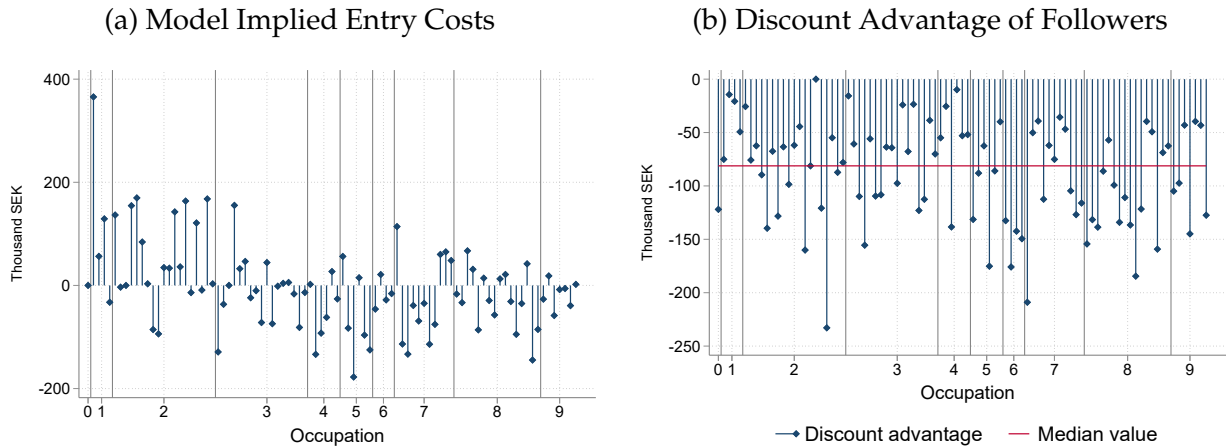 (a) Model Implied Entry Costs
400
200
0
-200
Thousand SEK
0 1 2 3 4 5 6 7 8 9
Occupation
(b) Discount Advantage of Followers
0
-50
-100
-150
-200
-250
Thousand SEK
0 1 2 3 4 5 6 7 8 9
Occupation
Discount advantage Median value